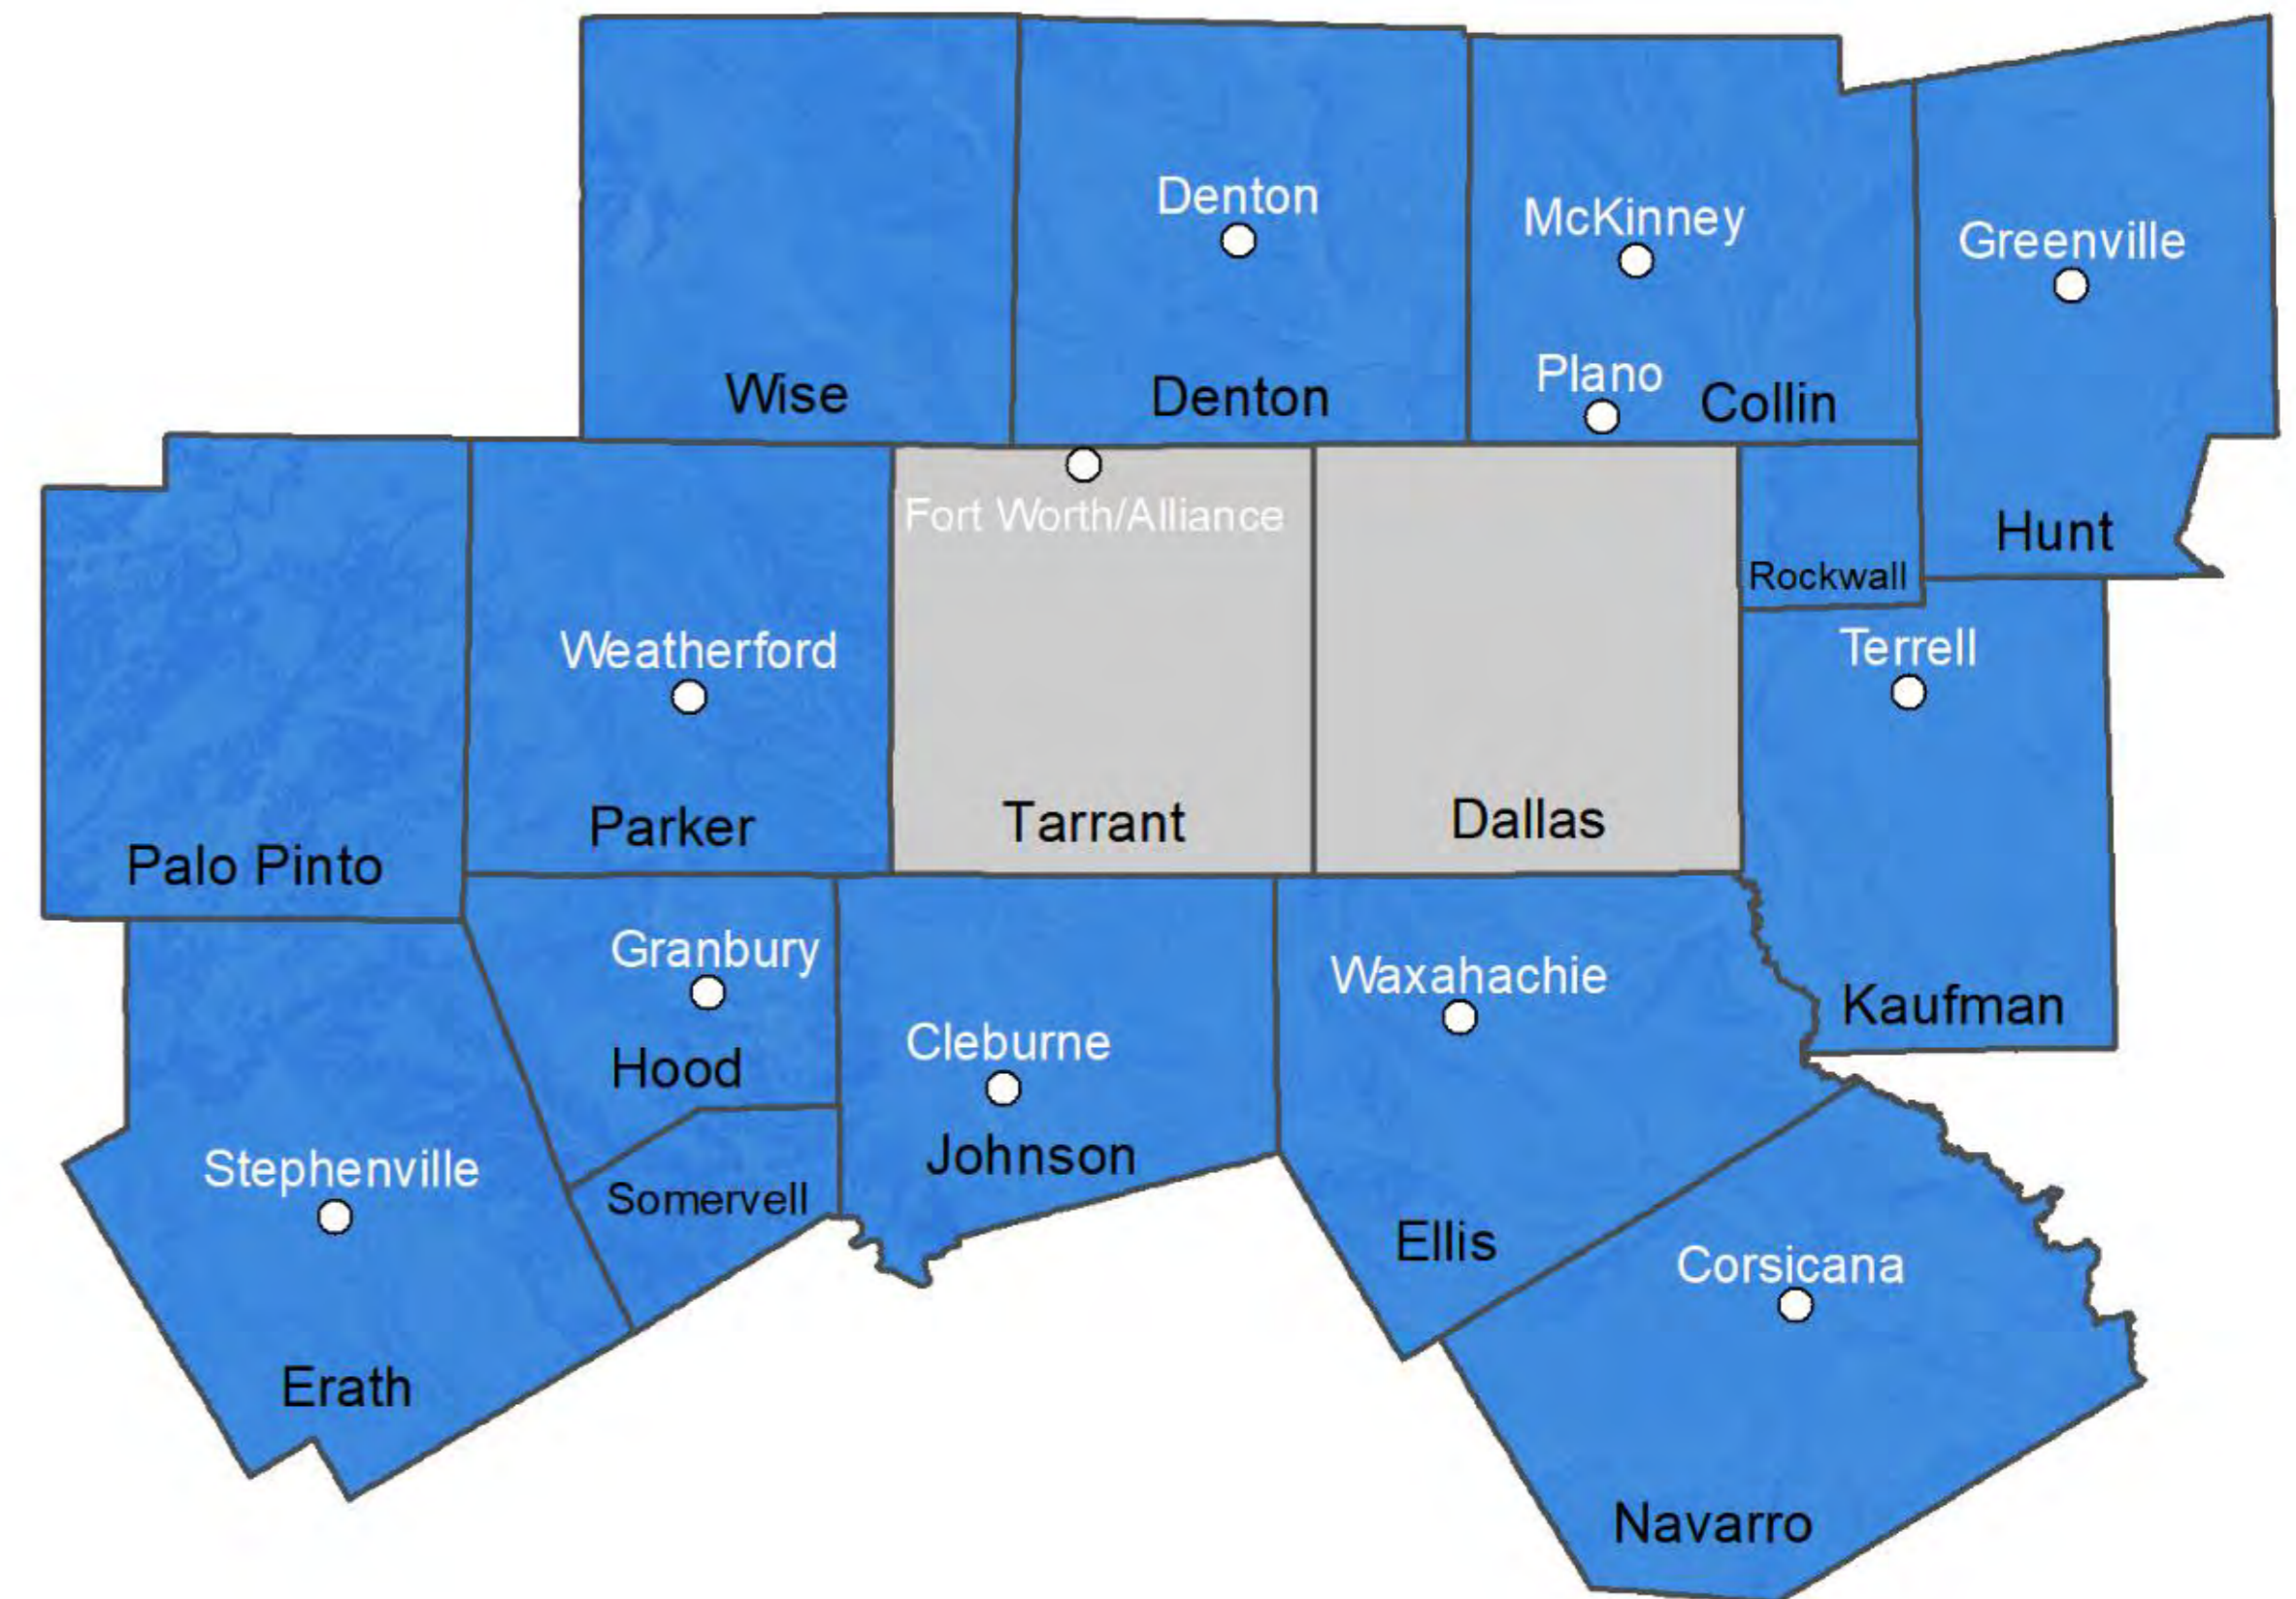 Denton
McKinney
Greenville
Plano
Wise
Denton
Collin
Fort Worth/Alliance
Hunt
Rockwall
Weatherford
Terrell
Parker
Tarrant
Dallas
Palo Pinto
Granbury
Waxahachie
Kaufman
Cleburne
Hood
Johnson
Stephenville
Somervell
Ellis
Corsicana
Erath
Navarro